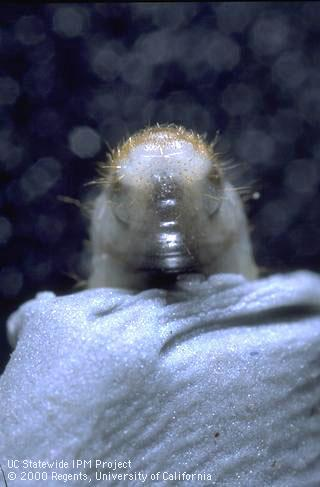 UC Statewide IPM Project
© 2000 Regents, University of California